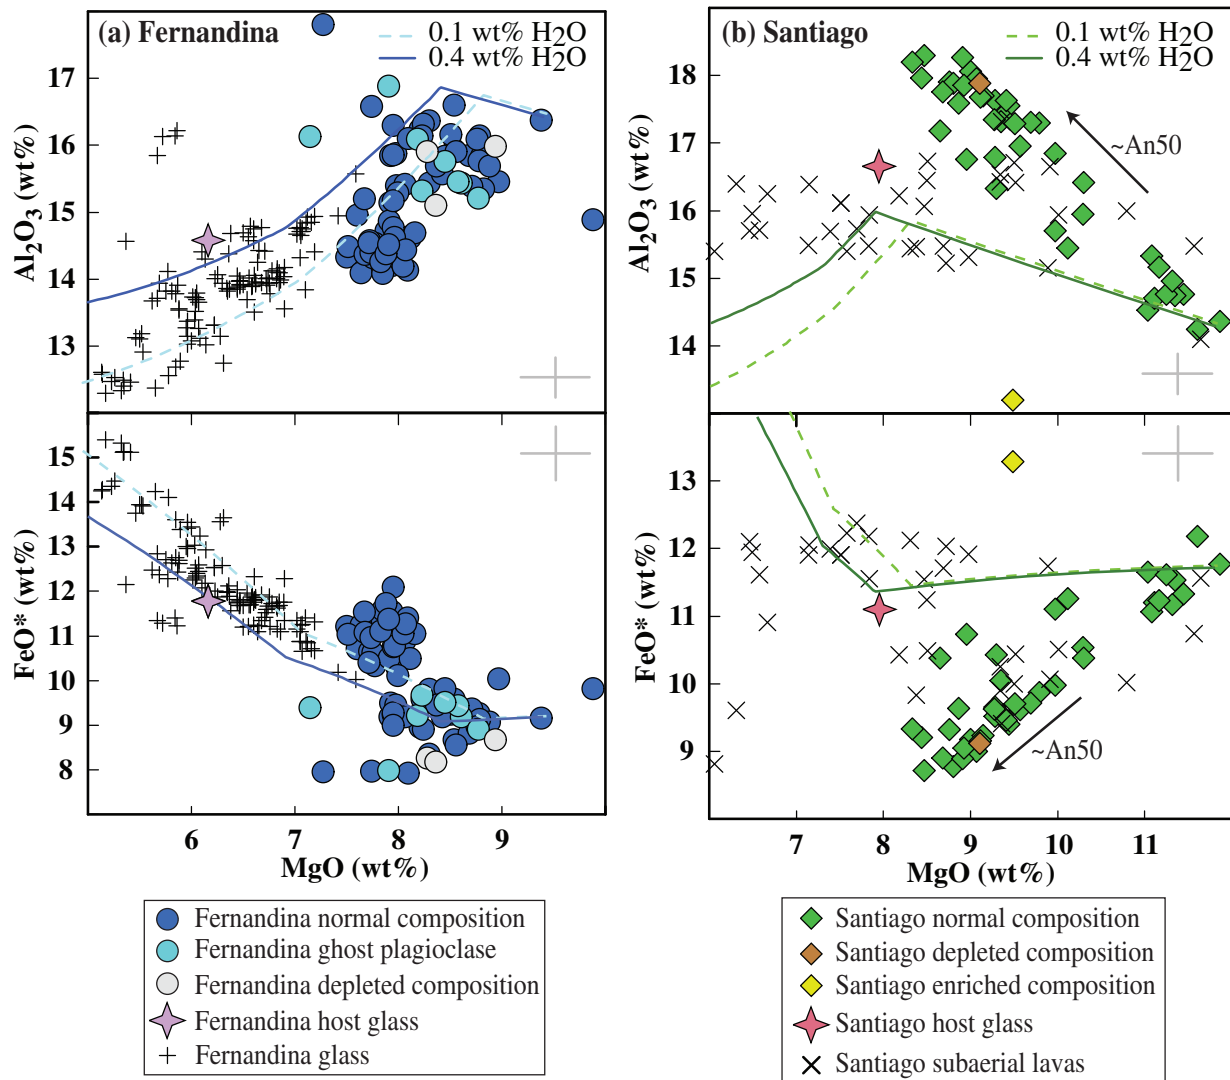 (a) Fernandina
0.1 wt% H2O
0.4 wt% H2O
17
16
15
14
13
Al2O3 (wt%)
15
14
13
12
11
10
9
8
FeO* (wt%)
6
7
8
9
MgO (wt%)
(b) Santiago
0.1 wt% H2O
0.4 wt% H2O
~An50
18
17
16
15
14
Al2O3 (wt%)
13
12
11
10
9
FeO* (wt%)
~An50
7
8
9
10
11
MgO (wt%)
Fernandina normal composition
Fernandina ghost plagioclase
Fernandina depleted composition
Fernandina host glass
Fernandina glass
Santiago normal composition
Santiago depleted composition
Santiago enriched composition
Santiago host glass
Santiago subaerial lavas